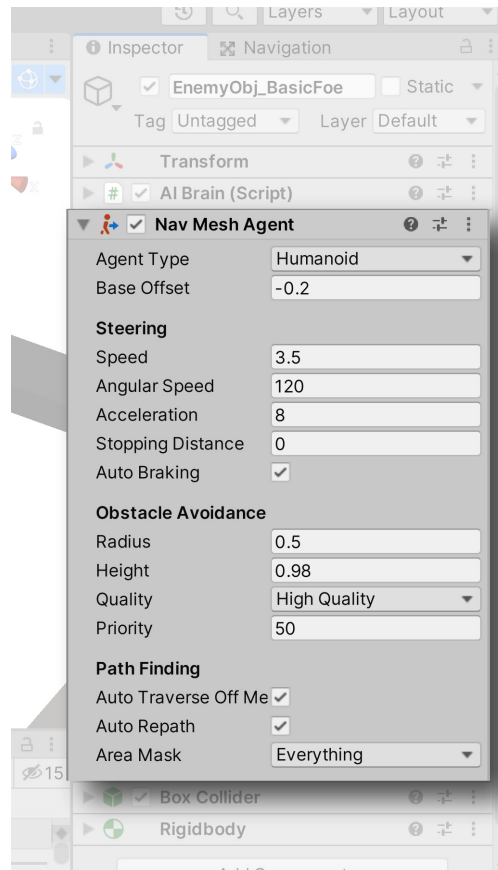 Layers Layout
Inspector Navigation
EnemyObj_BasicFoe Static
Tag Untagged Layer Default
Transform
# AI Brain (Script)
Nav Mesh Agent
Agent Type Humanoid
Base Offset -0.2
Steering
Speed 3.5
Angular Speed 120
Acceleration 8
Stopping Distance 0
Auto Braking
Obstacle Avoidance
Radius 0.5
Height 0.98
Quality High Quality
Priority 50
Path Finding
Auto Traverse Off Me
Auto Repath
Area Mask Everything
15
Box Collider
Rigidbody